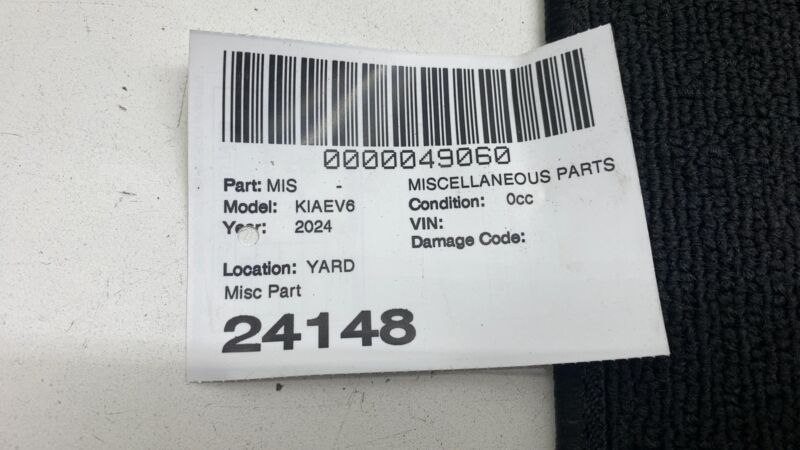 0000049060
Part: MIS - MISCELLANEOUS PARTS
Model: KIAEV6 Condition: 0cc
Year: 2024 VIN:
Damage Code:
Location: YARD
Misc Part
24148